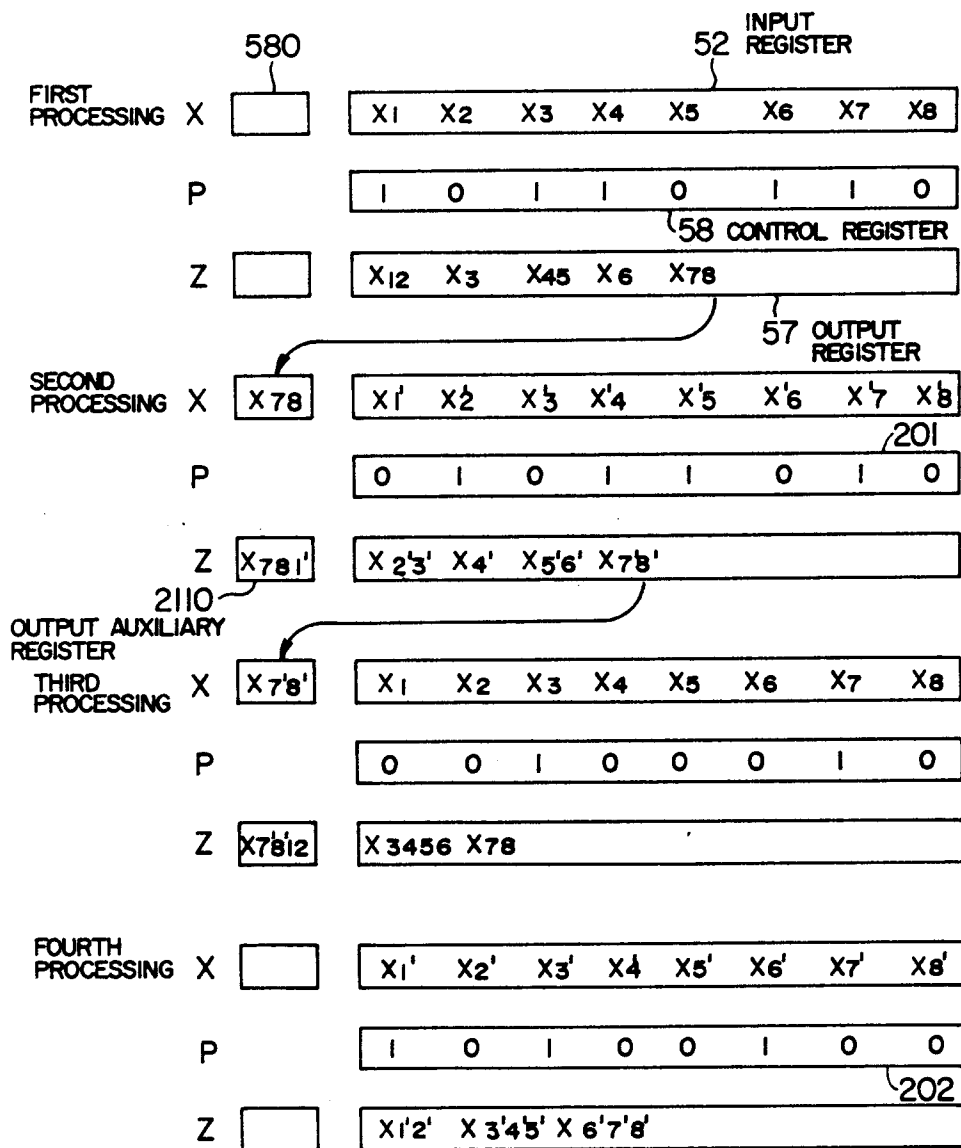 580
52 INPUT REGISTER
FIRST PROCESSING X X1 X2 X3 X4 X5 X6 X7 X8
P 1 0 1 1 0 1 1 0
58 CONTROL REGISTER
Z X12 X3 X45 X6 X78
57 OUTPUT REGISTER
SECOND PROCESSING X X78 X1' X2' X3' X4' X5' X6' X7' X8'
201
P 0 1 0 1 1 0 1 0
Z X781' X2'3' X4' X5'6' X7'8'
2110
OUTPUT AUXILIARY REGISTER
THIRD PROCESSING X X7'8' X1 X2 X3 X4 X5 X6 X7 X8
P 0 0 1 0 0 0 1 0
Z X7'8'12 X3456 X78
FOURTH PROCESSING X X1' X2' X3' X4' X5' X6' X7' X8'
P 1 0 1 0 0 1 0 0
202
Z X1'2' X3'4'5' X6'7'8'